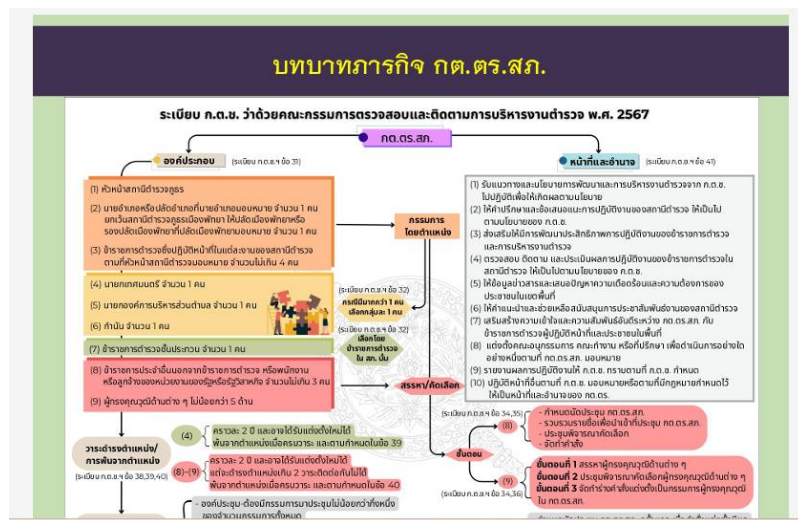 บทบาทภารกิจ กต.ตร.สภ.
ระเบียบ ก.ต.ช. ว่าด้วยคณะกรรมการตรวจสอบและติดตามการบริหารงานตำรวจ พ.ศ. 2567
กต.ตร.สภ.
องค์ประกอบ (ระเบียบ ก.ต.ช.ฯ ข้อ 31)
(1) หัวหน้าสถานีตำรวจภูธร
(2) นายอำเภอหรือปลัดอำเภอที่นายอำเภอมอบหมาย จำนวน 1 คน
ยกเว้นสถานีตำรวจภูธรเมืองพัทยา ให้ปลัดเมืองพัทยาหรือ
รองปลัดเมืองพัทยาที่ปลัดเมืองพัทยามอบหมาย จำนวน 1 คน
(3) ข้าราชการตำรวจซึ่งปฏิบัติหน้าที่ในแต่ละงานของสถานีตำรวจ
ตามที่หัวหน้าสถานีตำรวจมอบหมาย จำนวนไม่เกิน 4 คน
(4) นายกเทศมนตรี จำนวน 1 คน
(5) นายกองค์การบริหารส่วนตำบล จำนวน 1 คน
(6) กำนัน จำนวน 1 คน
(7) ข้าราชการตำรวจชั้นประทวน จำนวน 1 คน
(8) ข้าราชการประจำอื่นนอกจากข้าราชการตำรวจ หรือพนักงาน
หรือลูกจ้างของหน่วยงานของรัฐหรือรัฐวิสาหกิจ จำนวนไม่เกิน 3 คน
(9) ผู้ทรงคุณวุฒิด้านต่าง ๆ ไม่น้อยกว่า 5 ด้าน
กรรมการ
โดยตำแหน่ง
(ระเบียบ ก.ต.ช.ฯ ข้อ 32)
กรณีมีมากกว่า 1 คน
เลือกกลุ่มละ 1 คน
(ระเบียบ ก.ต.ช.ฯ ข้อ 32)
เลือกโดย
ข้าราชการตำรวจ
ใน สภ. นั้น
สรรหา/คัดเลือก
หน้าที่และอำนาจ (ระเบียบ ก.ต.ช.ฯ ข้อ 41)
(1) รับแนวทางและนโยบายการพัฒนาและการบริหารงานตำรวจจาก ก.ต.ช.
ไปปฏิบัติเพื่อให้เกิดผลตามนโยบาย
(2) ให้คำปรึกษาและข้อเสนอแนะการปฏิบัติงานของสถานีตำรวจ ให้เป็นไป
ตามนโยบายของ ก.ต.ช.
(3) ส่งเสริมให้มีการพัฒนาประสิทธิภาพการปฏิบัติงานของข้าราชการตำรวจ
และการบริหารงานตำรวจ
(4) ตรวจสอบ ติดตาม และประเมินผลการปฏิบัติงานของข้าราชการตำรวจใน
สถานีตำรวจ ให้เป็นไปตามนโยบายของ ก.ต.ช.
(5) ให้ข้อมูลข่าวสารและเสนอปัญหาความเดือดร้อนและความต้องการของ
ประชาชนในเขตพื้นที่
(6) ให้คำแนะนำและช่วยเหลือสนับสนุนการประชาสัมพันธ์งานของสถานีตำรวจ
(7) เสริมสร้างความเข้าใจและความสัมพันธ์อันดีระหว่าง กต.ตร.สภ. กับ
ข้าราชการตำรวจผู้ปฏิบัติหน้าที่และประชาชนในพื้นที่
(8) แต่งตั้งคณะอนุกรรมการ คณะทำงาน หรือที่ปรึกษา เพื่อดำเนินการอย่างใด
อย่างหนึ่งตามที่ กต.ตร.สภ. มอบหมาย
(9) รายงานผลการปฏิบัติงานให้ ก.ต.ช. ทราบตามที่ ก.ต.ช. กำหนด
(10) ปฏิบัติหน้าที่อื่นตามที่ ก.ต.ช. มอบหมายหรือตามที่มีกฎหมายกำหนดไว้
ให้เป็นหน้าที่และอำนาจของ กต.ตร.
วาระดำรงตำแหน่ง/
การพ้นจากตำแหน่ง
(ระเบียบ ก.ต.ช.ฯ ข้อ 38,39,40)
(4) คราวละ 2 ปี และอาจได้รับแต่งตั้งใหม่ได้
พ้นจากตำแหน่งเมื่อครบวาระ และตามกำหนดในข้อ 39
(8)-(9) คราวละ 2 ปี และอาจได้รับแต่งตั้งใหม่ได้
แต่จะดำรงตำแหน่งเกิน 2 วาระติดต่อกันไม่ได้
พ้นจากตำแหน่งเมื่อครบวาระ และตามกำหนดในข้อ 40
- องค์ประชุม-ต้องมีกรรมการมาประชุมไม่น้อยกว่ากึ่งหนึ่ง
ของจำนวนกรรมการทั้งหมด
ขั้นตอน
(ระเบียบ ก.ต.ช.ฯ ข้อ 34,35)
(8)
- กำหนดนัดประชุม กต.ตร.สภ.
- รวบรวมรายชื่อเพื่อนำเข้าที่ประชุม กต.ตร.สภ.
- ประชุมพิจารณาคัดเลือก
- จัดทำคำสั่ง
(9)
(ระเบียบ ก.ต.ช.ฯ ข้อ 34,36)
ขั้นตอนที่ 1 สรรหาผู้ทรงคุณวุฒิด้านต่าง ๆ
ขั้นตอนที่ 2 ประชุมพิจารณาคัดเลือกผู้ทรงคุณวุฒิด้านต่าง ๆ
ขั้นตอนที่ 3 จัดทำร่างคำสั่งแต่งตั้งเป็นกรรมการผู้ทรงคุณวุฒิ
ใน กต.ตร.สภ.